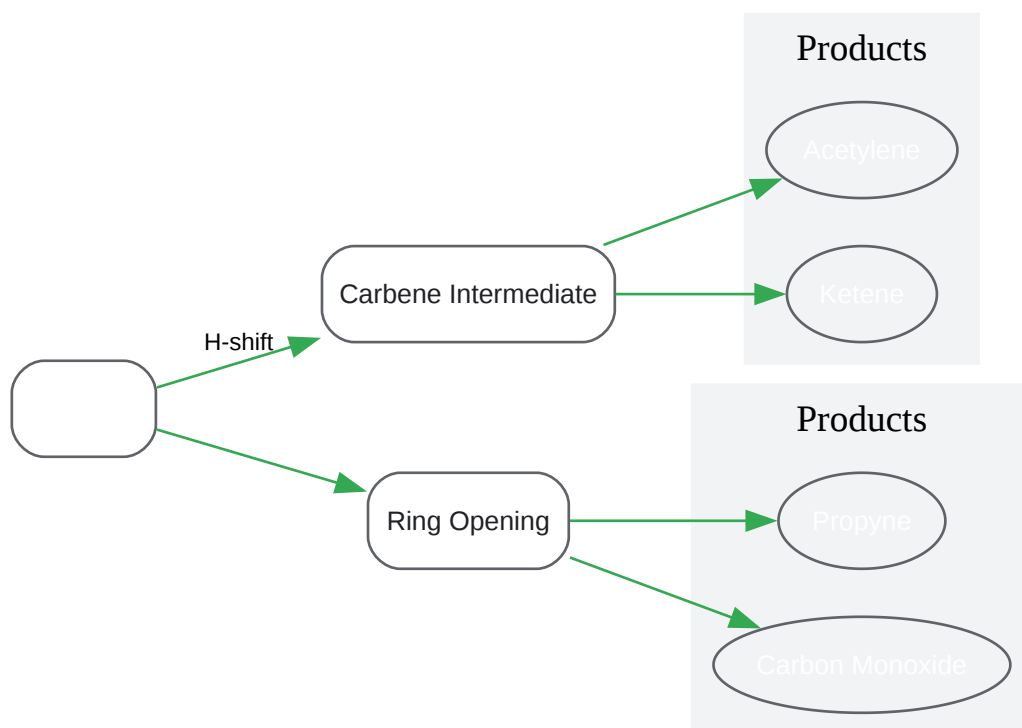 Products
Acetylene
Carbene Intermediate
Ketene
H-shift
Products
Ring Opening
Propyne
Carbon Monoxide